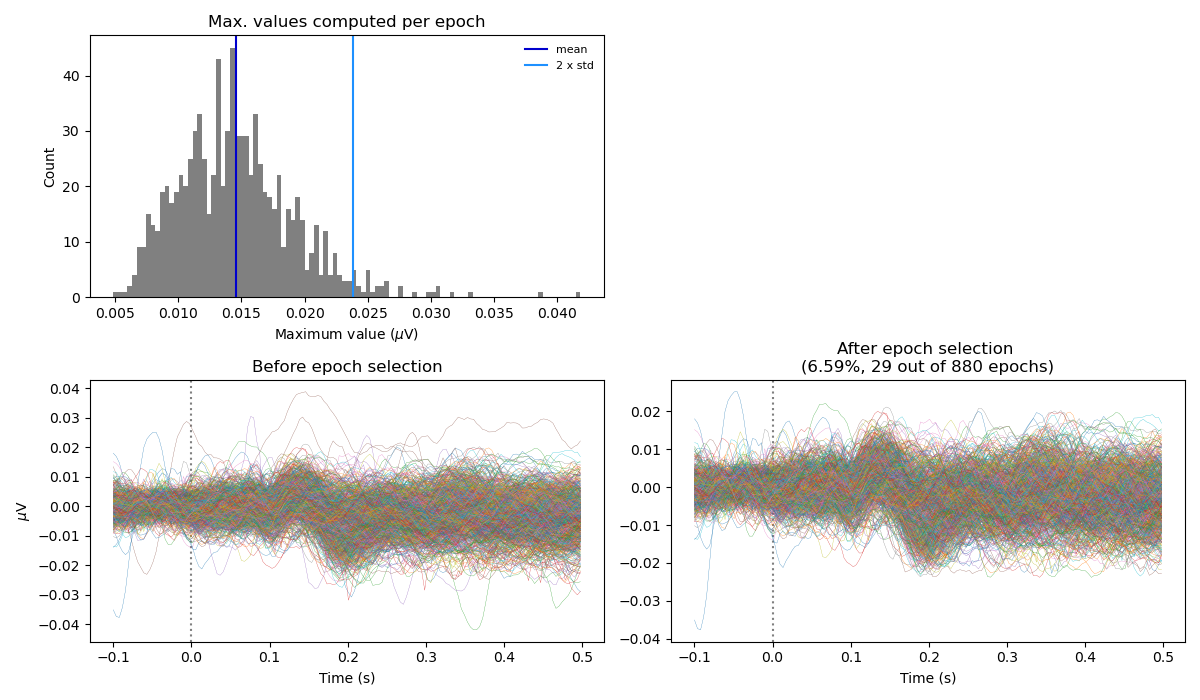 Max. values computed per epoch
mean
2 x std
40
30
20
10
0
Count
0.005 0.010 0.015 0.020 0.025 0.030 0.035 0.040
Maximum value (μV)
Before epoch selection
0.04
0.03
0.02
0.01
0.00
−0.01
−0.02
−0.03
−0.04
μV
−0.1 0.0 0.1 0.2 0.3 0.4 0.5
Time (s)
After epoch selection
(6.59%, 29 out of 880 epochs)
0.02
0.01
0.00
−0.01
−0.02
−0.03
−0.04
−0.1 0.0 0.1 0.2 0.3 0.4 0.5
Time (s)